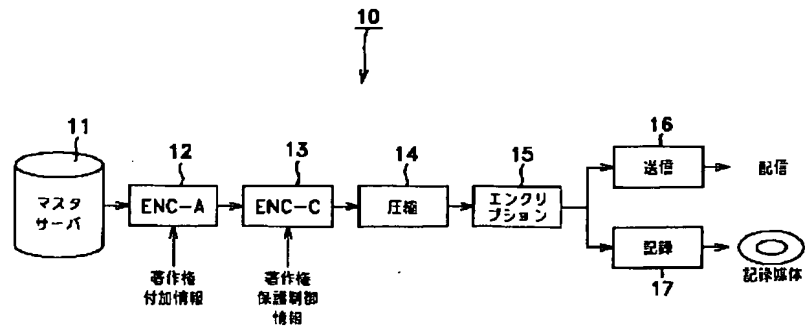 10
11
12
13
14
15
16
17
マスタ
サーバ
ENC-A
ENC-C
圧縮
エンクリ
プション
送信
配信
記録
記録媒体
著作権
付加情報
著作権
保護制御
情報